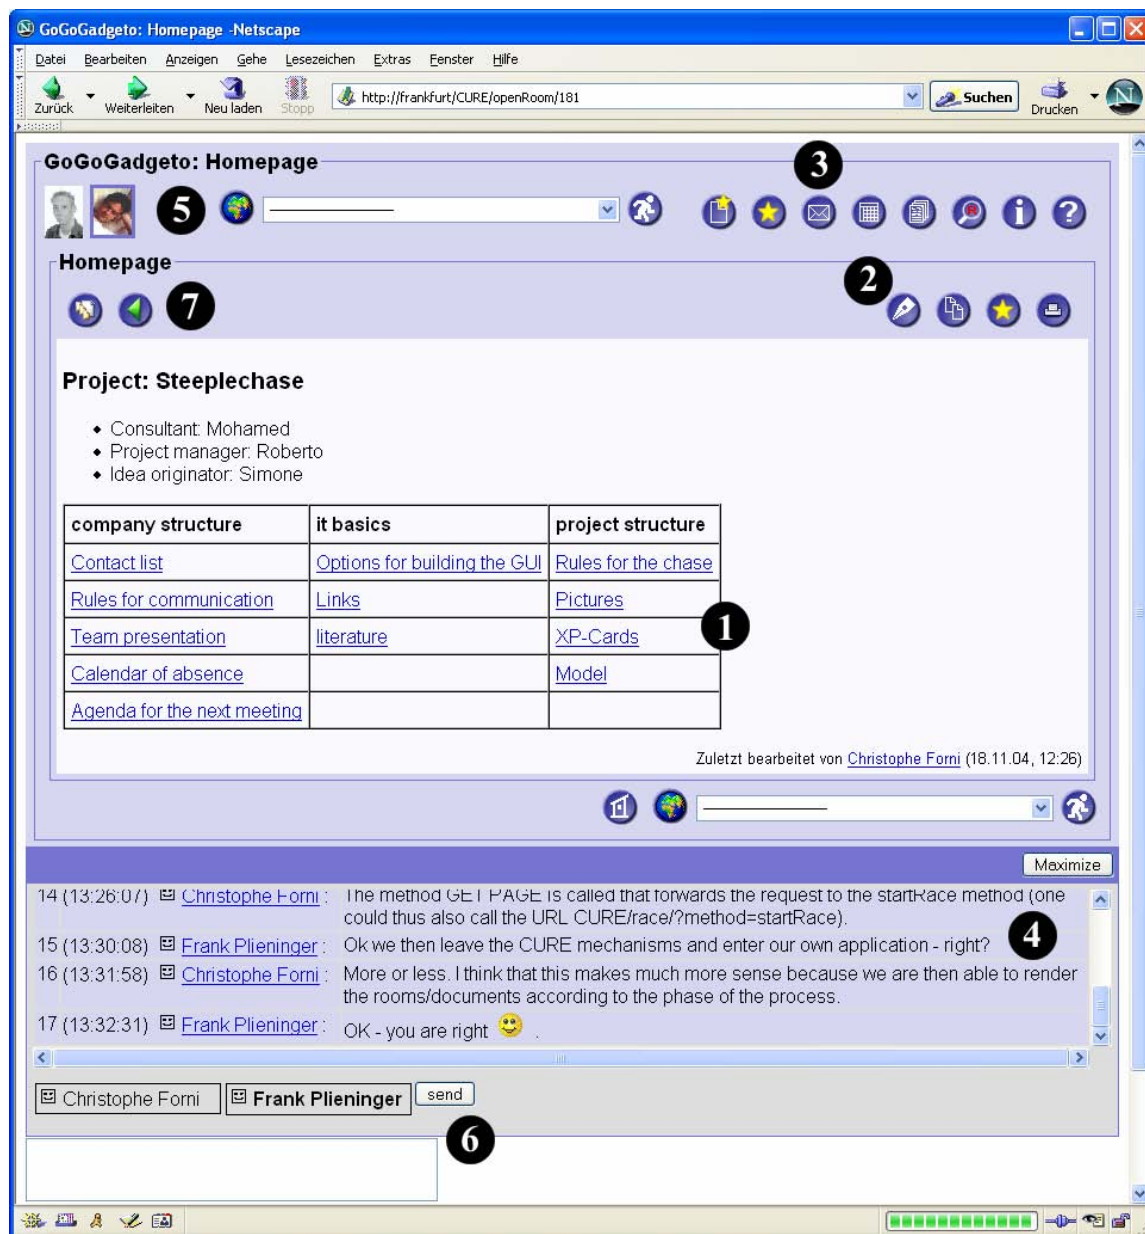 GoGoGadgeto: Homepage -Netscape
Datei Bearbeiten Anzeigen Gehe Lesezeichen Extras Fenster Hilfe
Zurück Weiterleiten Neu laden Stopp http://frankfurt/CURE/openRoom/181 Suchen Drucken N
GoGoGadgeto: Homepage
3
5
Homepage
2
7
Project: Steeplechase
• Consultant: Mohamed
• Project manager: Roberto
• Idea originator: Simone
company structure it basics project structure
Contact list Options for building the GUI Rules for the chase
Rules for communication Links Pictures
Team presentation literature XP-Cards
1
Calendar of absence Model
Agenda for the next meeting
Zuletzt bearbeitet von Christophe Forni (18.11.04, 12:26)
Maximize
14 (13:26:07) Christophe Forni : The method GET PAGE is called that forwards the request to the startRace method (one
could thus also call the URL CURE/race/?method=startRace).
4
15 (13:30:08) Frank Plieninger : Ok we then leave the CURE mechanisms and enter our own application - right?
16 (13:31:58) Christophe Forni : More or less. I think that this makes much more sense because we are then able to render
the rooms/documents according to the phase of the process.
17 (13:32:31) Frank Plieninger : OK - you are right .
Christophe Forni Frank Plieninger send
6